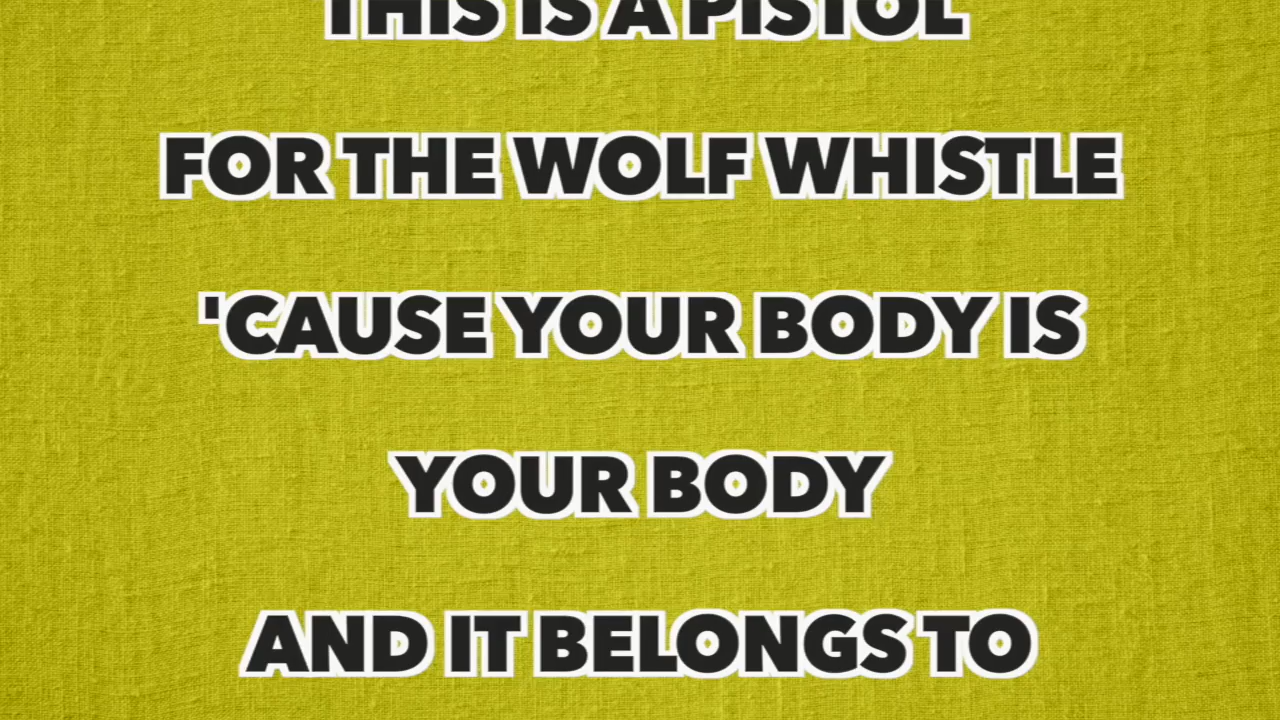 THIS IS A PISTOL
FOR THE WOLF WHISTLE
'CAUSE YOUR BODY IS
YOUR BODY
AND IT BELONGS TO